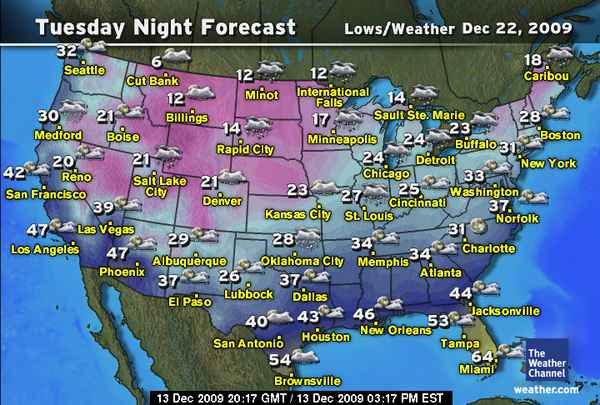 Tuesday Night Forecast
Lows/Weather Dec 22, 2009
32
Seattle
6
Cut Bank
12
Minot
12
International
Falls
18
Caribou
12
Billings
14
Sault Ste. Marie
30
Medford
21
Boise
14
Rapid City
17
Minneapolis
24
Detroit
23
Buffalo
28
Boston
31
New York
42
San Francisco
20
Reno
21
Salt Lake
City
21
Denver
23
Kansas City
27
St. Louis
24
Chicago
25
Cincinnati
33
Washington
37
Norfolk
39
Las Vegas
47
Los Angeles
47
Phoenix
29
Albuquerque
28
Oklahoma City
34
Memphis
34
Atlanta
31
Charlotte
37
El Paso
26
Lubbock
37
Dallas
44
Jacksonville
40
San Antonio
43
Houston
46
New Orleans
53
Tampa
54
Brownsville
64
Miami
The
Weather
Channel
weather.com
13 Dec 2009 20:17 GMT / 13 Dec 2009 03:17 PM EST